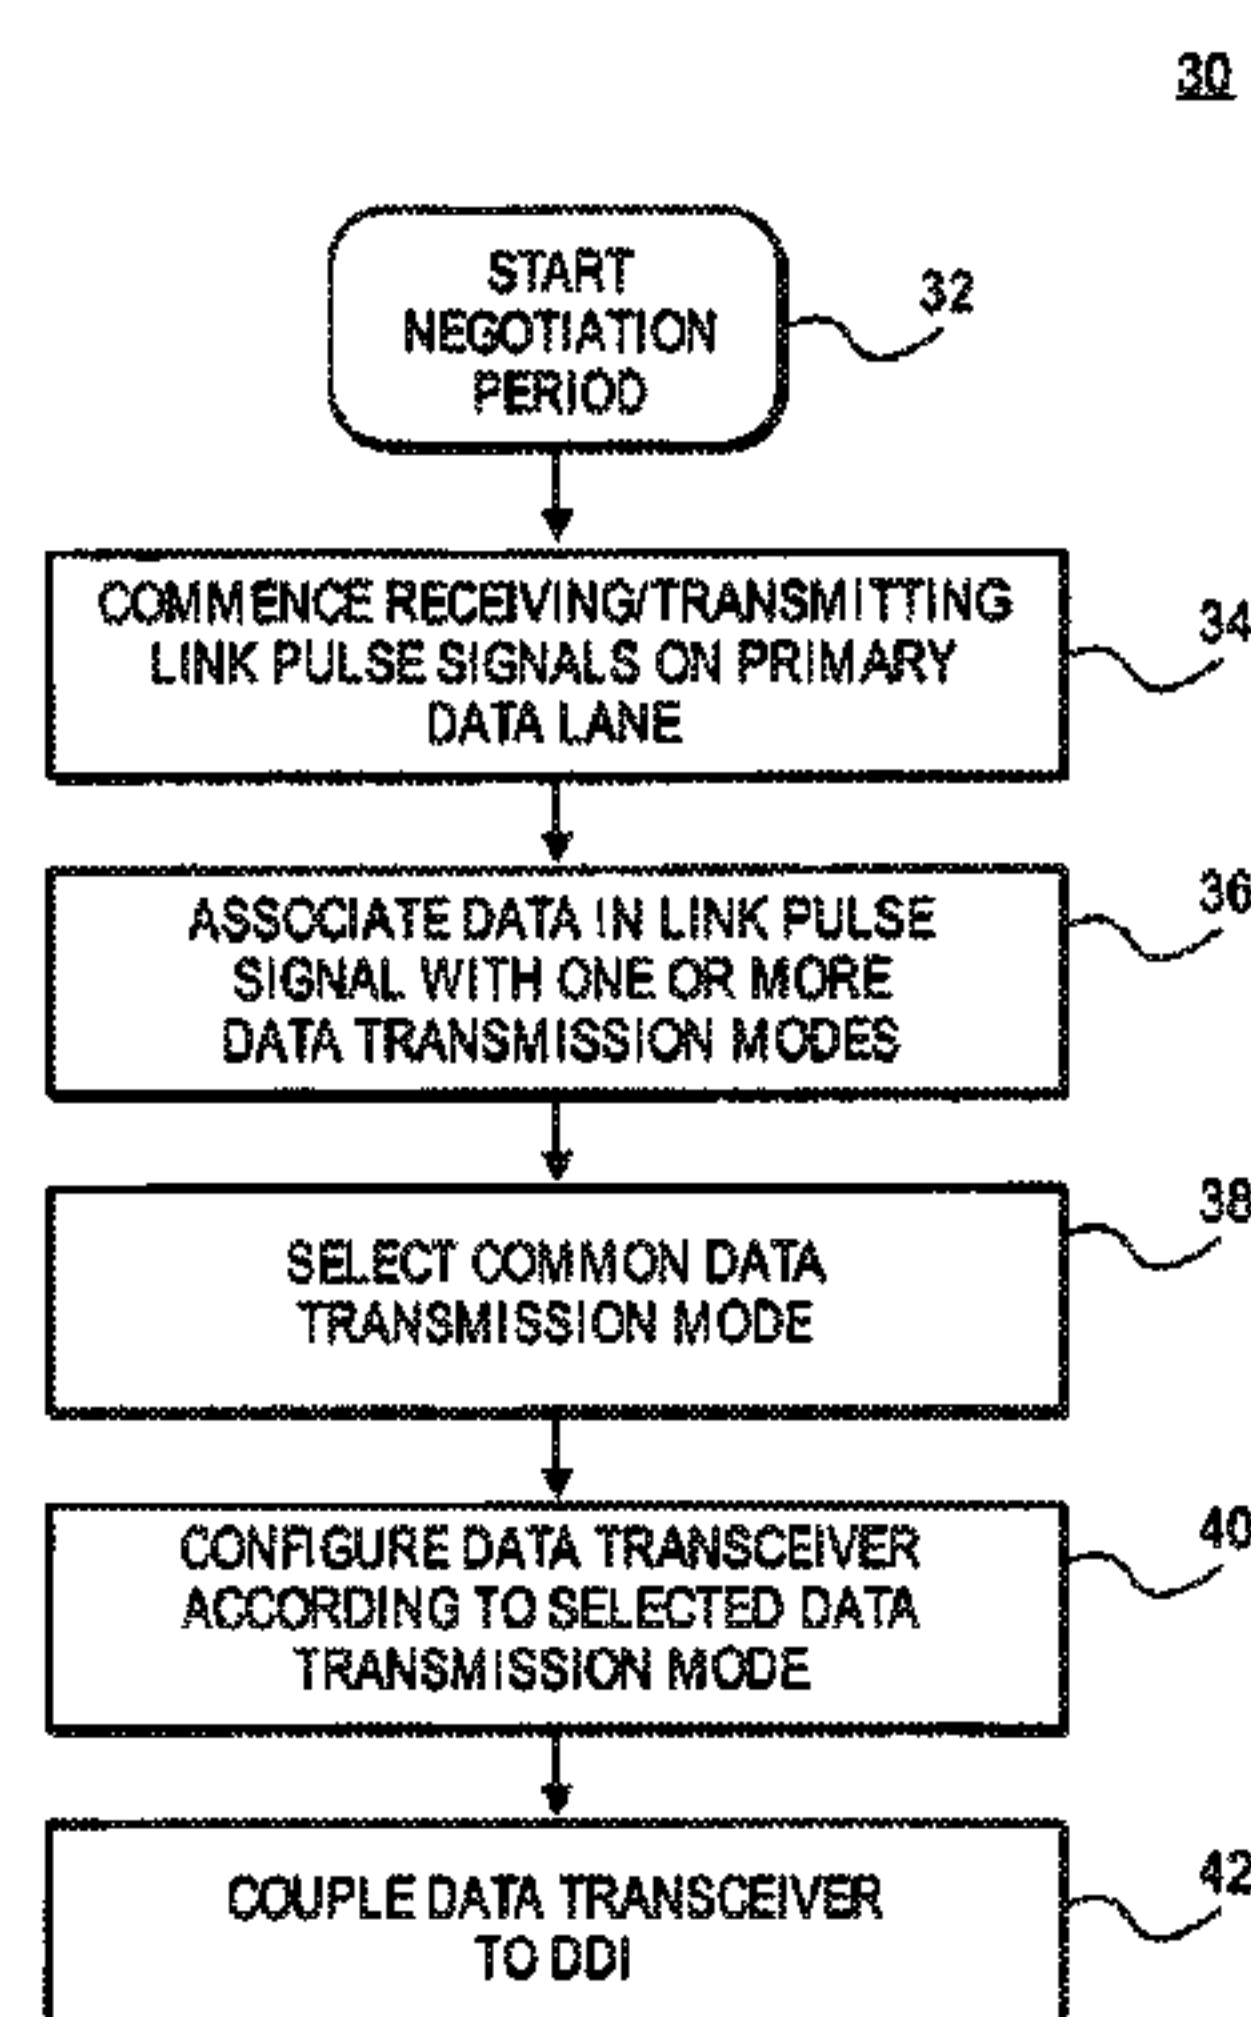 30
START
NEGOTIATION
PERIOD
32
COMMENCE RECEIVING/TRANSMITTING
LINK PULSE SIGNALS ON PRIMARY
DATA LANE
34
ASSOCIATE DATA IN LINK PULSE
SIGNAL WITH ONE OR MORE
DATA TRANSMISSION MODES
36
SELECT COMMON DATA
TRANSMISSION MODE
38
CONFIGURE DATA TRANSCEIVER
ACCORDING TO SELECTED DATA
TRANSMISSION MODE
40
COUPLE DATA TRANSCEIVER
TO DDI
42